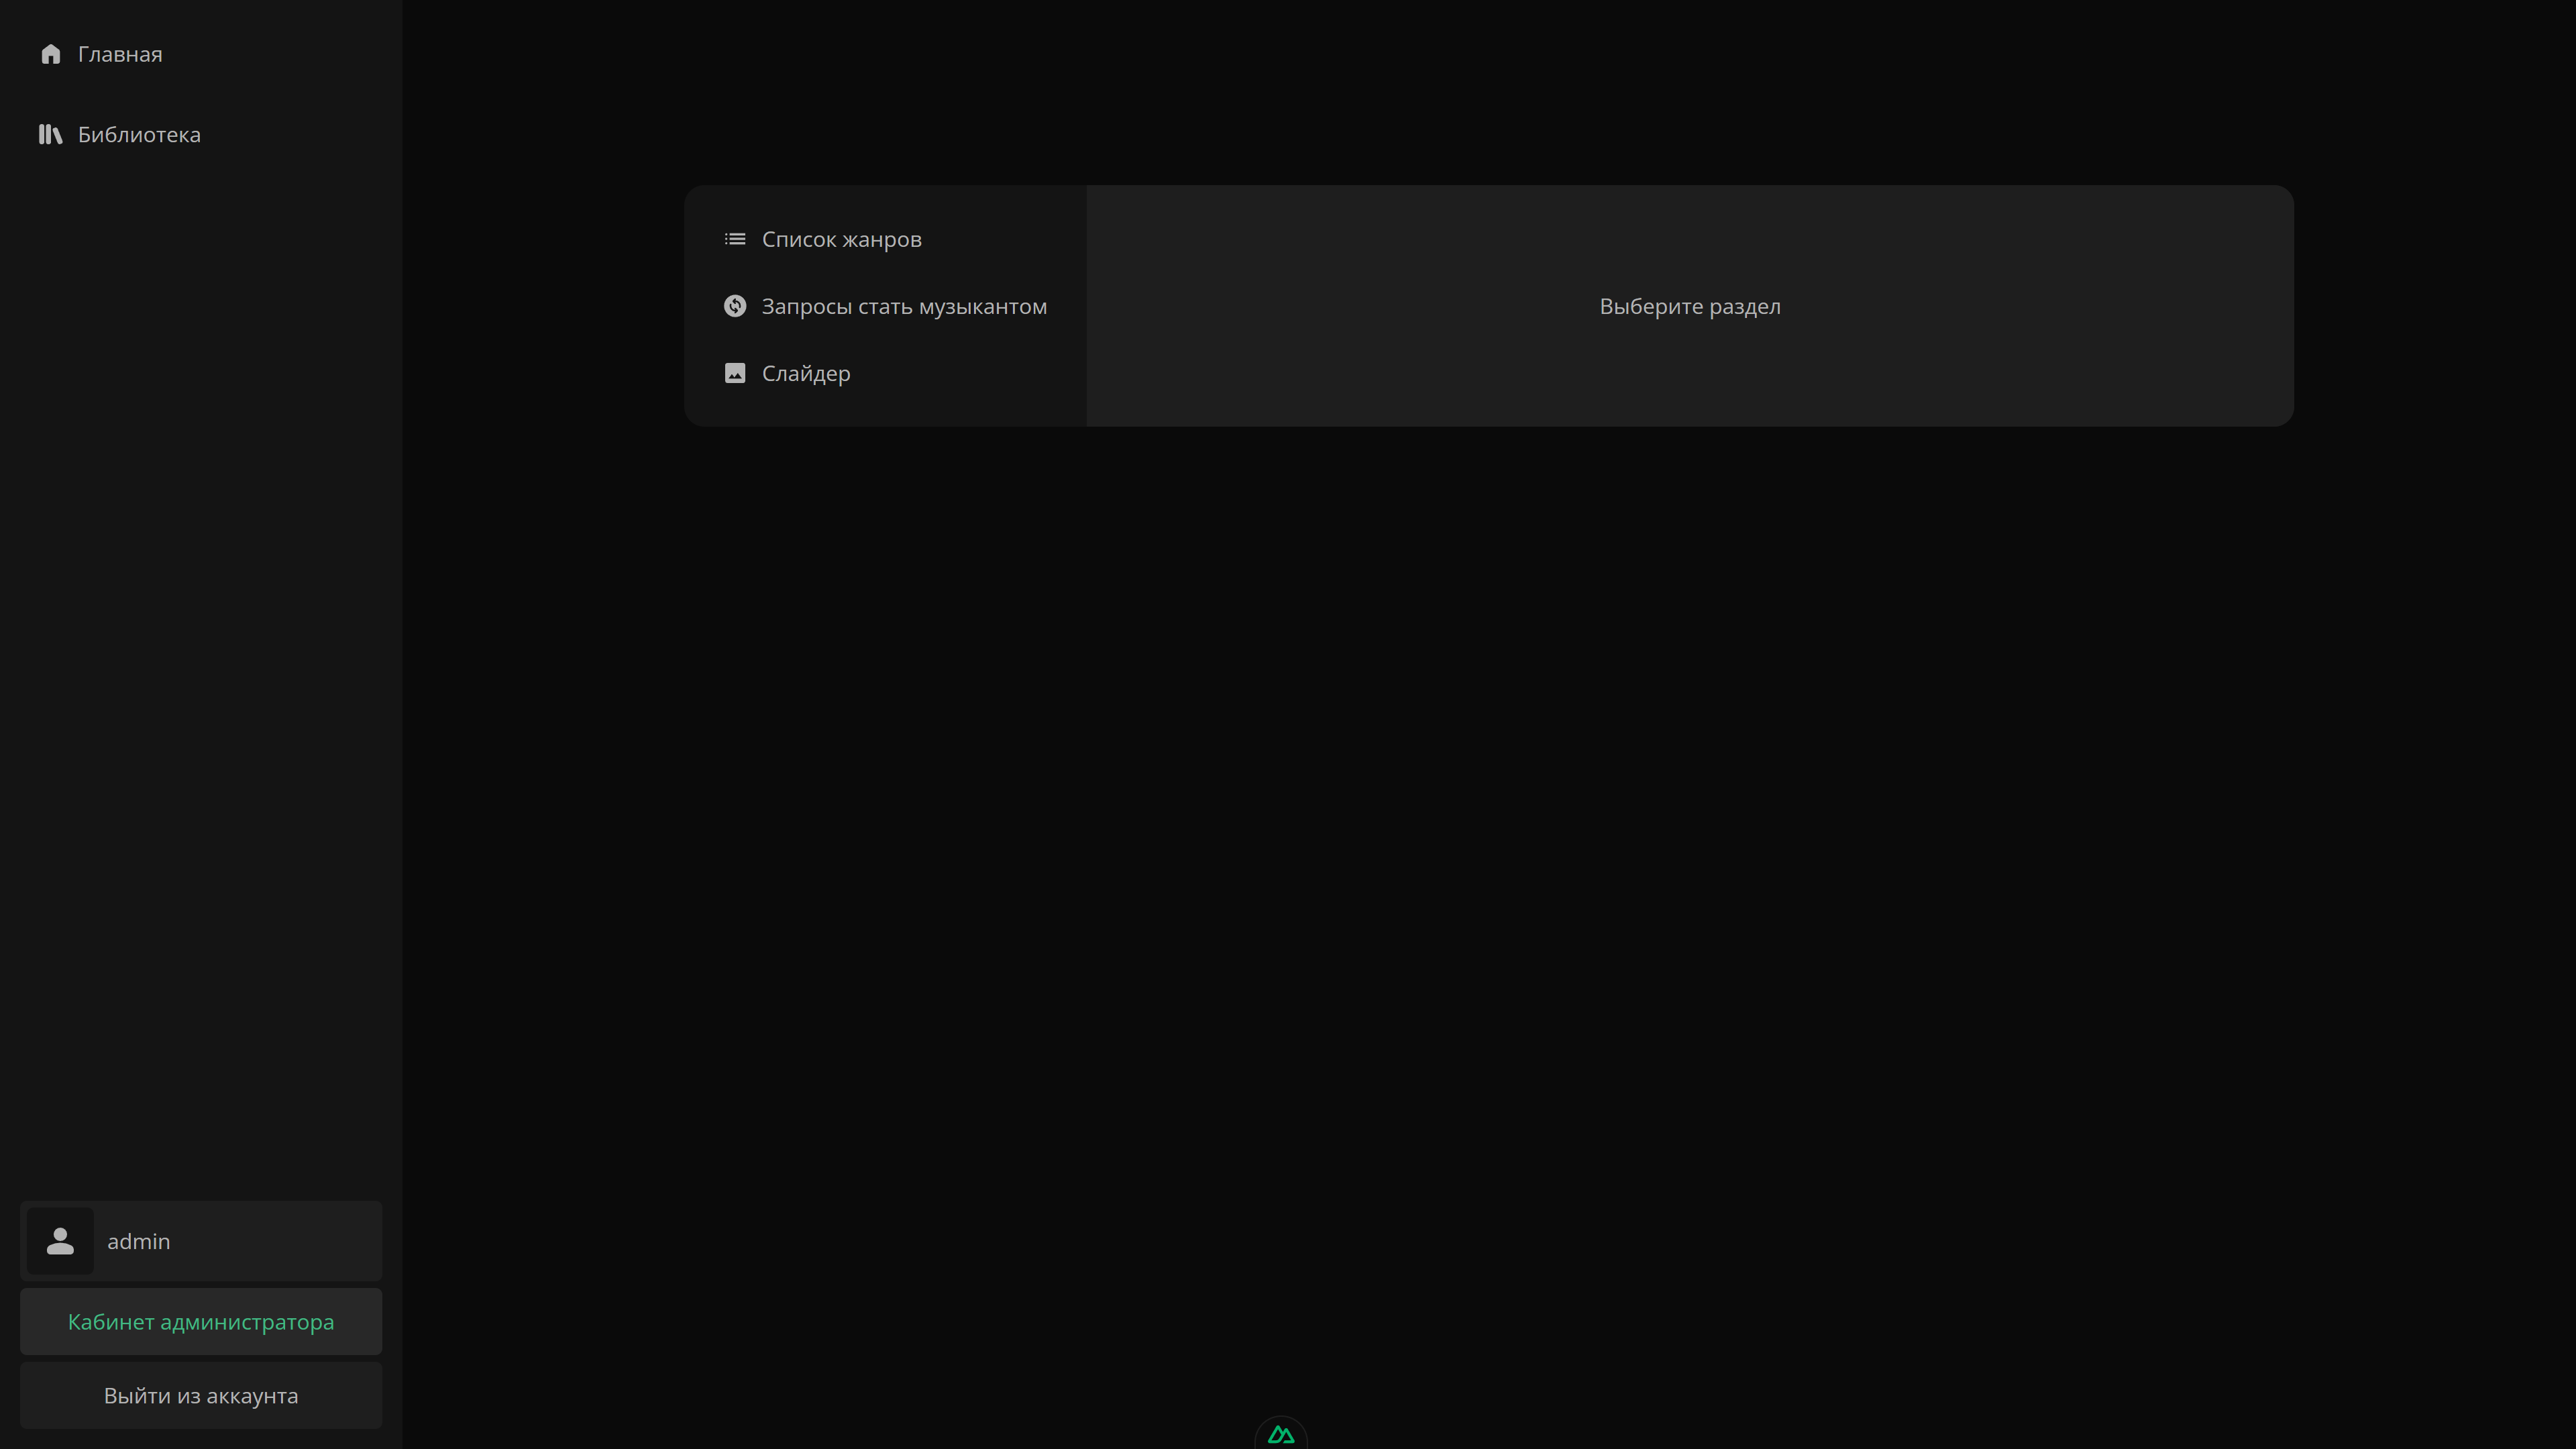 Главная
Библиотека
Список жанров
Запросы стать музыкантом
Слайдер
Выберите раздел
admin
Кабинет администратора
Выйти из аккаунта